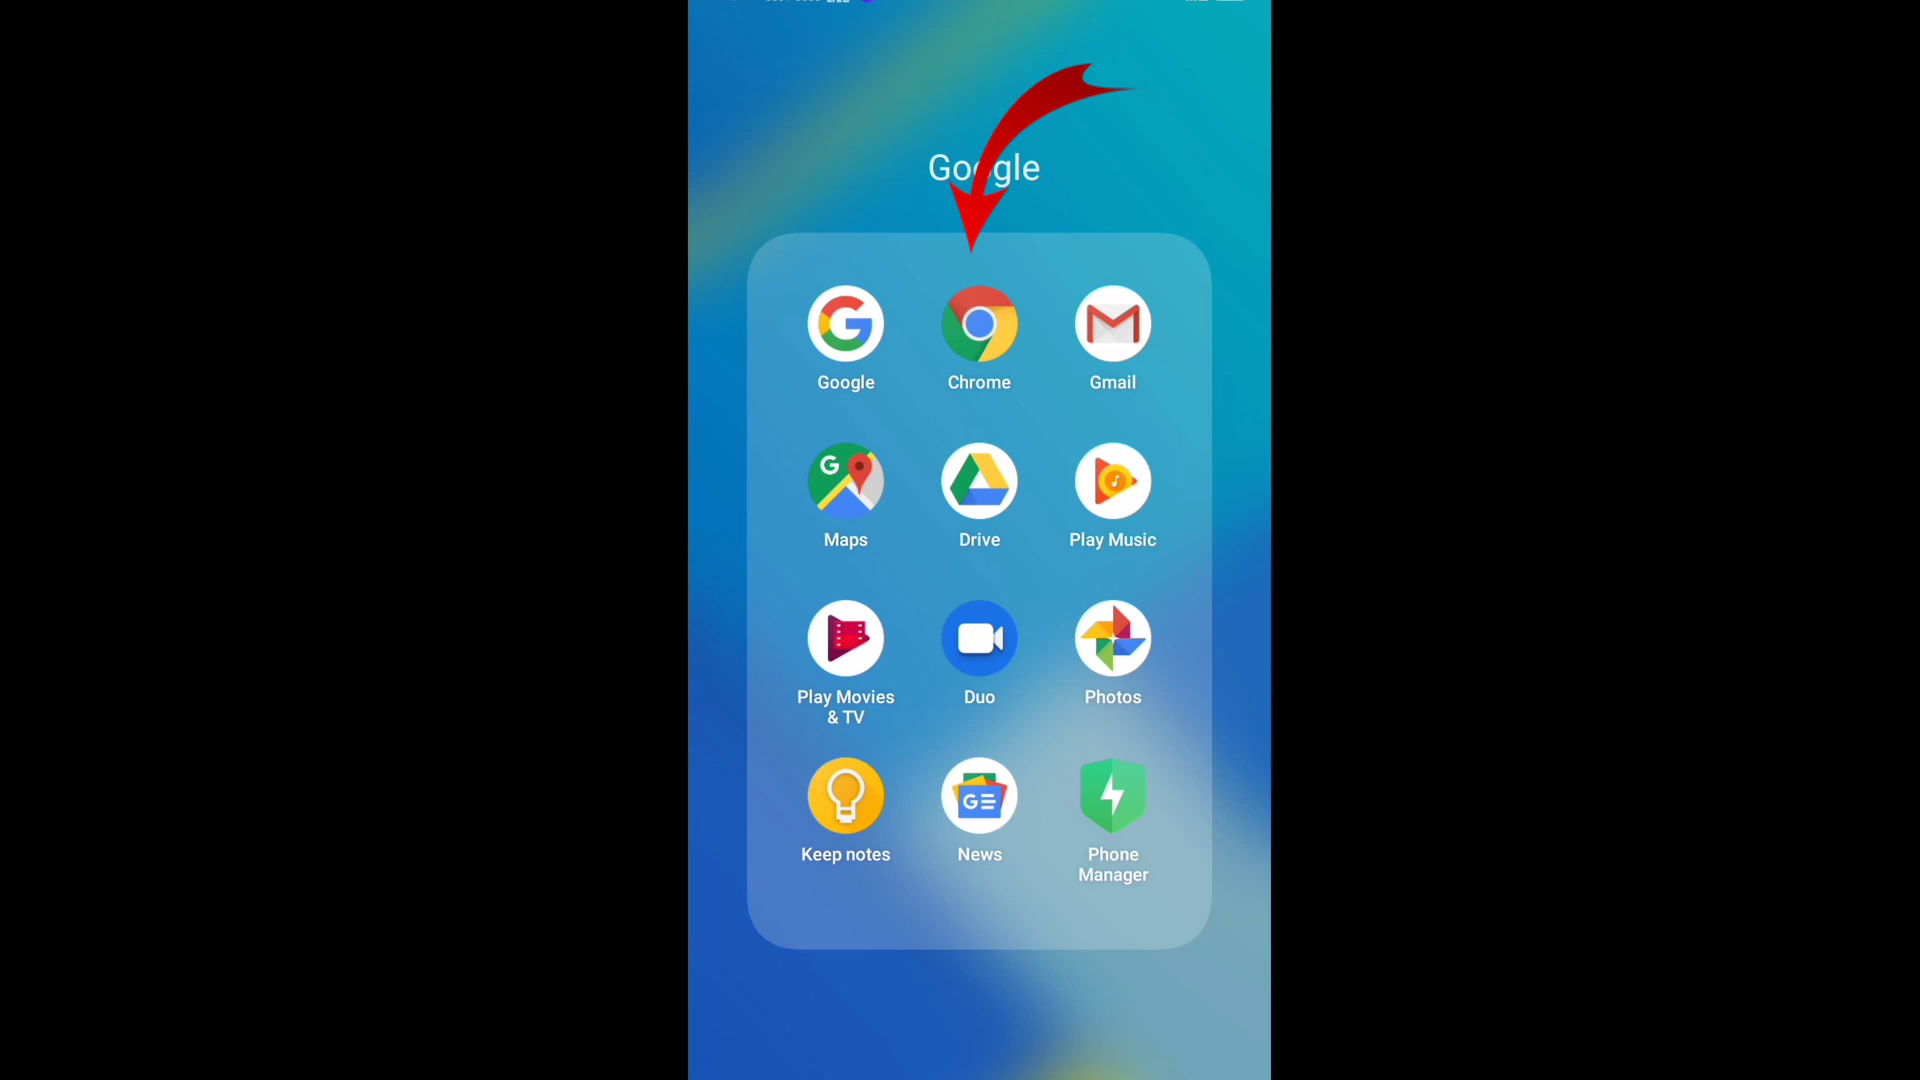 Google
Google
Chrome
Gmail
Maps
Drive
Play Music
Play Movies
& TV
Duo
Photos
Keep notes
News
Phone
Manager